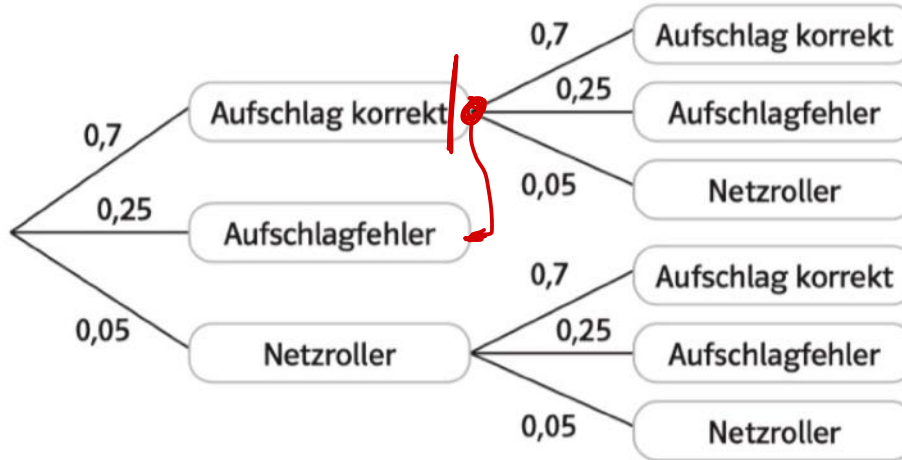 0,7
Aufschlag korrekt
0,7
Aufschlag korrekt
0,25
Aufschlagfehler
0,05
Netzroller
0,25
Aufschlagfehler
0,05
Netzroller
0,7
Aufschlag korrekt
0,25
Aufschlagfehler
0,05
Netzroller